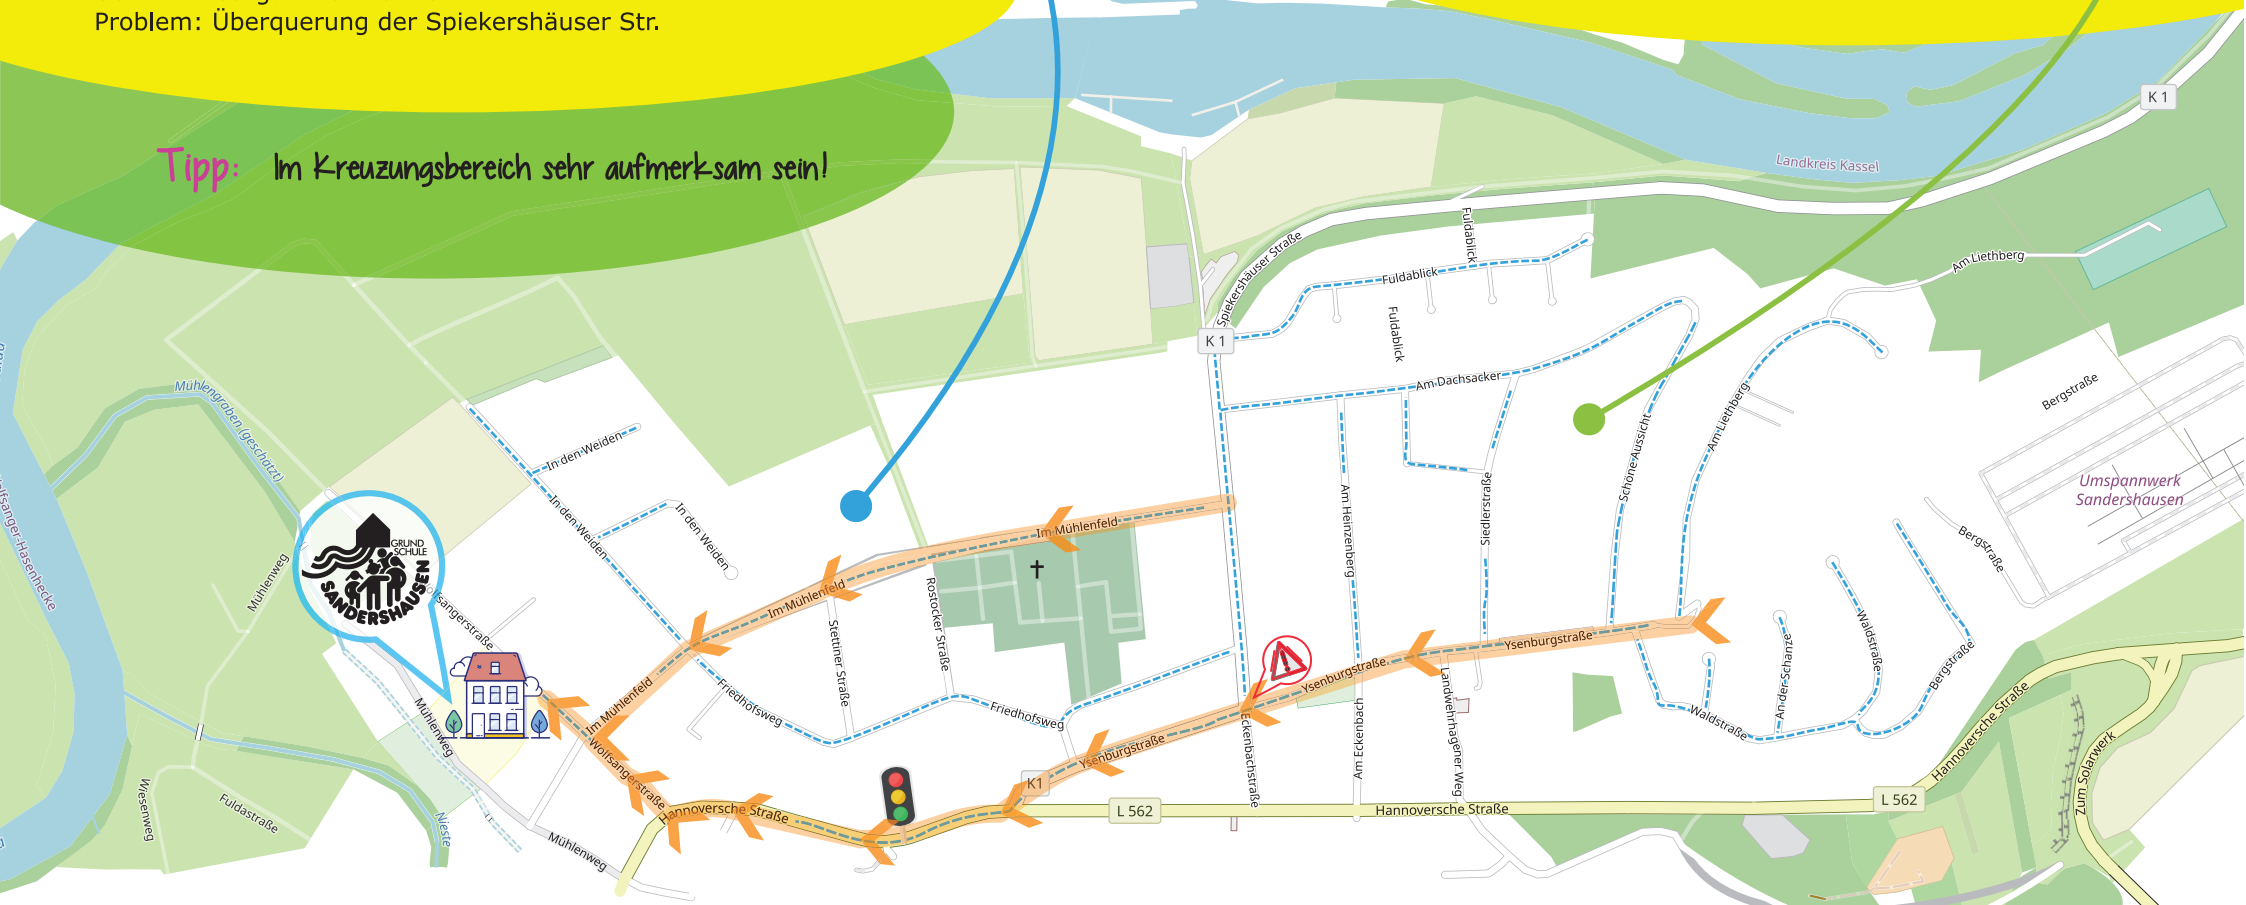 Problem: Überquerung der Spiekershäuser Str.
Tipp: Im Kreuzungsbereich sehr aufmerksam sein!
K 1
Landkreis Kassel
Fuldablick
Spiekershäuser Straße
Fuldablick
Am Liethberg
K 1
Fuldablick
Am Dachsacker
Bergstraße
Mühlengraben (geschützt)
In den Weiden
Am Liethberg
Schöne Aussicht
Umspannwerk
Sandershausen
In den Weiden
In den Weiden
Im Mühlenfeld
Am Heinzenberg
Siedlerstraße
Bergstraße
GRUND
SCHULE
SANDERSHAUSEN
Mühlenweg
Im Mühlenfeld
Rostocker Straße
Stettiner Straße
Ysenburgstraße
Waldstraße
Bergstraße
An der Schanze
Ysenburgstraße
Landwehrhagener Weg
Im Mühlenfeld
Friedhofsweg
Friedhofsweg
Waldstraße
Mühlenweg
Wolfsangerstraße
Ysenburgstraße
Eckenbachstraße
Am Eckenbach
Hannoversche Straße
Zum Solarwerk
K1
Wiesenweg
Fuldastraße
Nieste
Hannoversche Straße
L 562
Hannoversche Straße
L 562
Mühlenweg